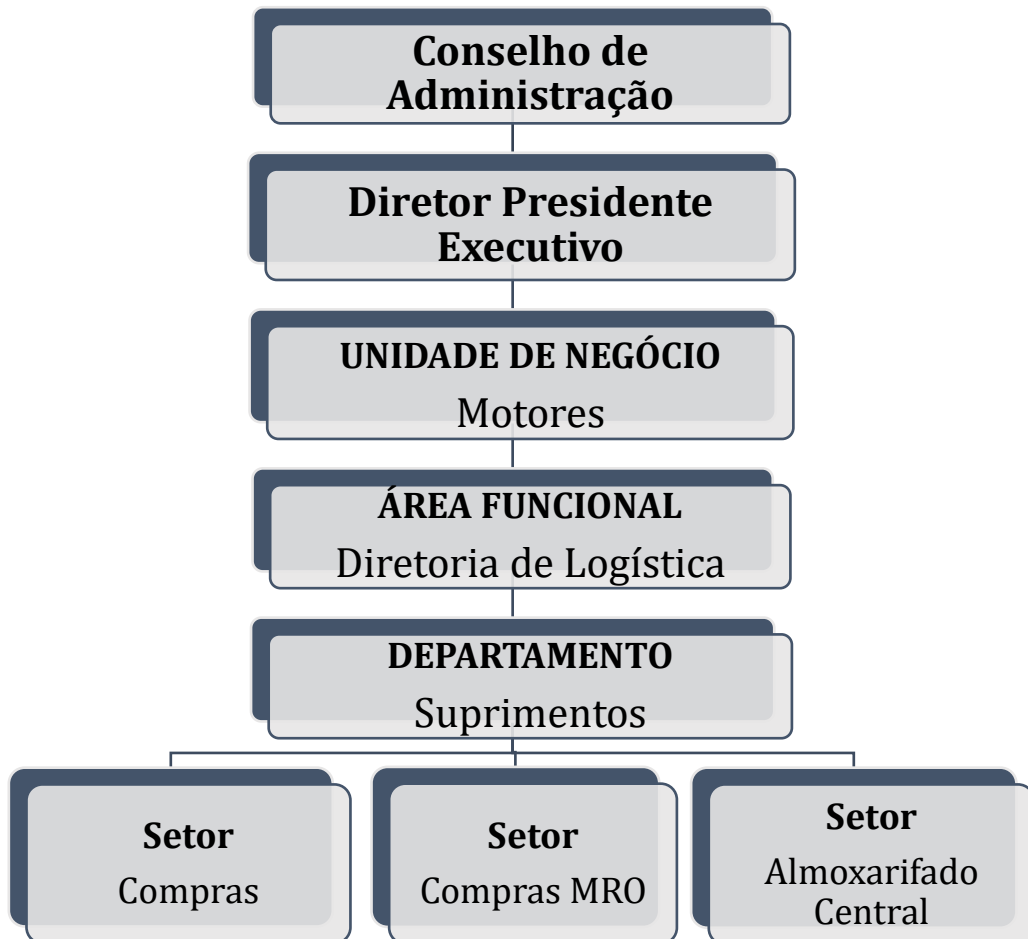 Conselho de
Administração
Diretor Presidente
Executivo
UNIDADE DE NEGÓCIO
Motores
ÁREA FUNCIONAL
Diretoria de Logística
DEPARTAMENTO
Suprimentos
Setor
Compras
Setor
Compras MRO
Setor
Almoxarifado
Central